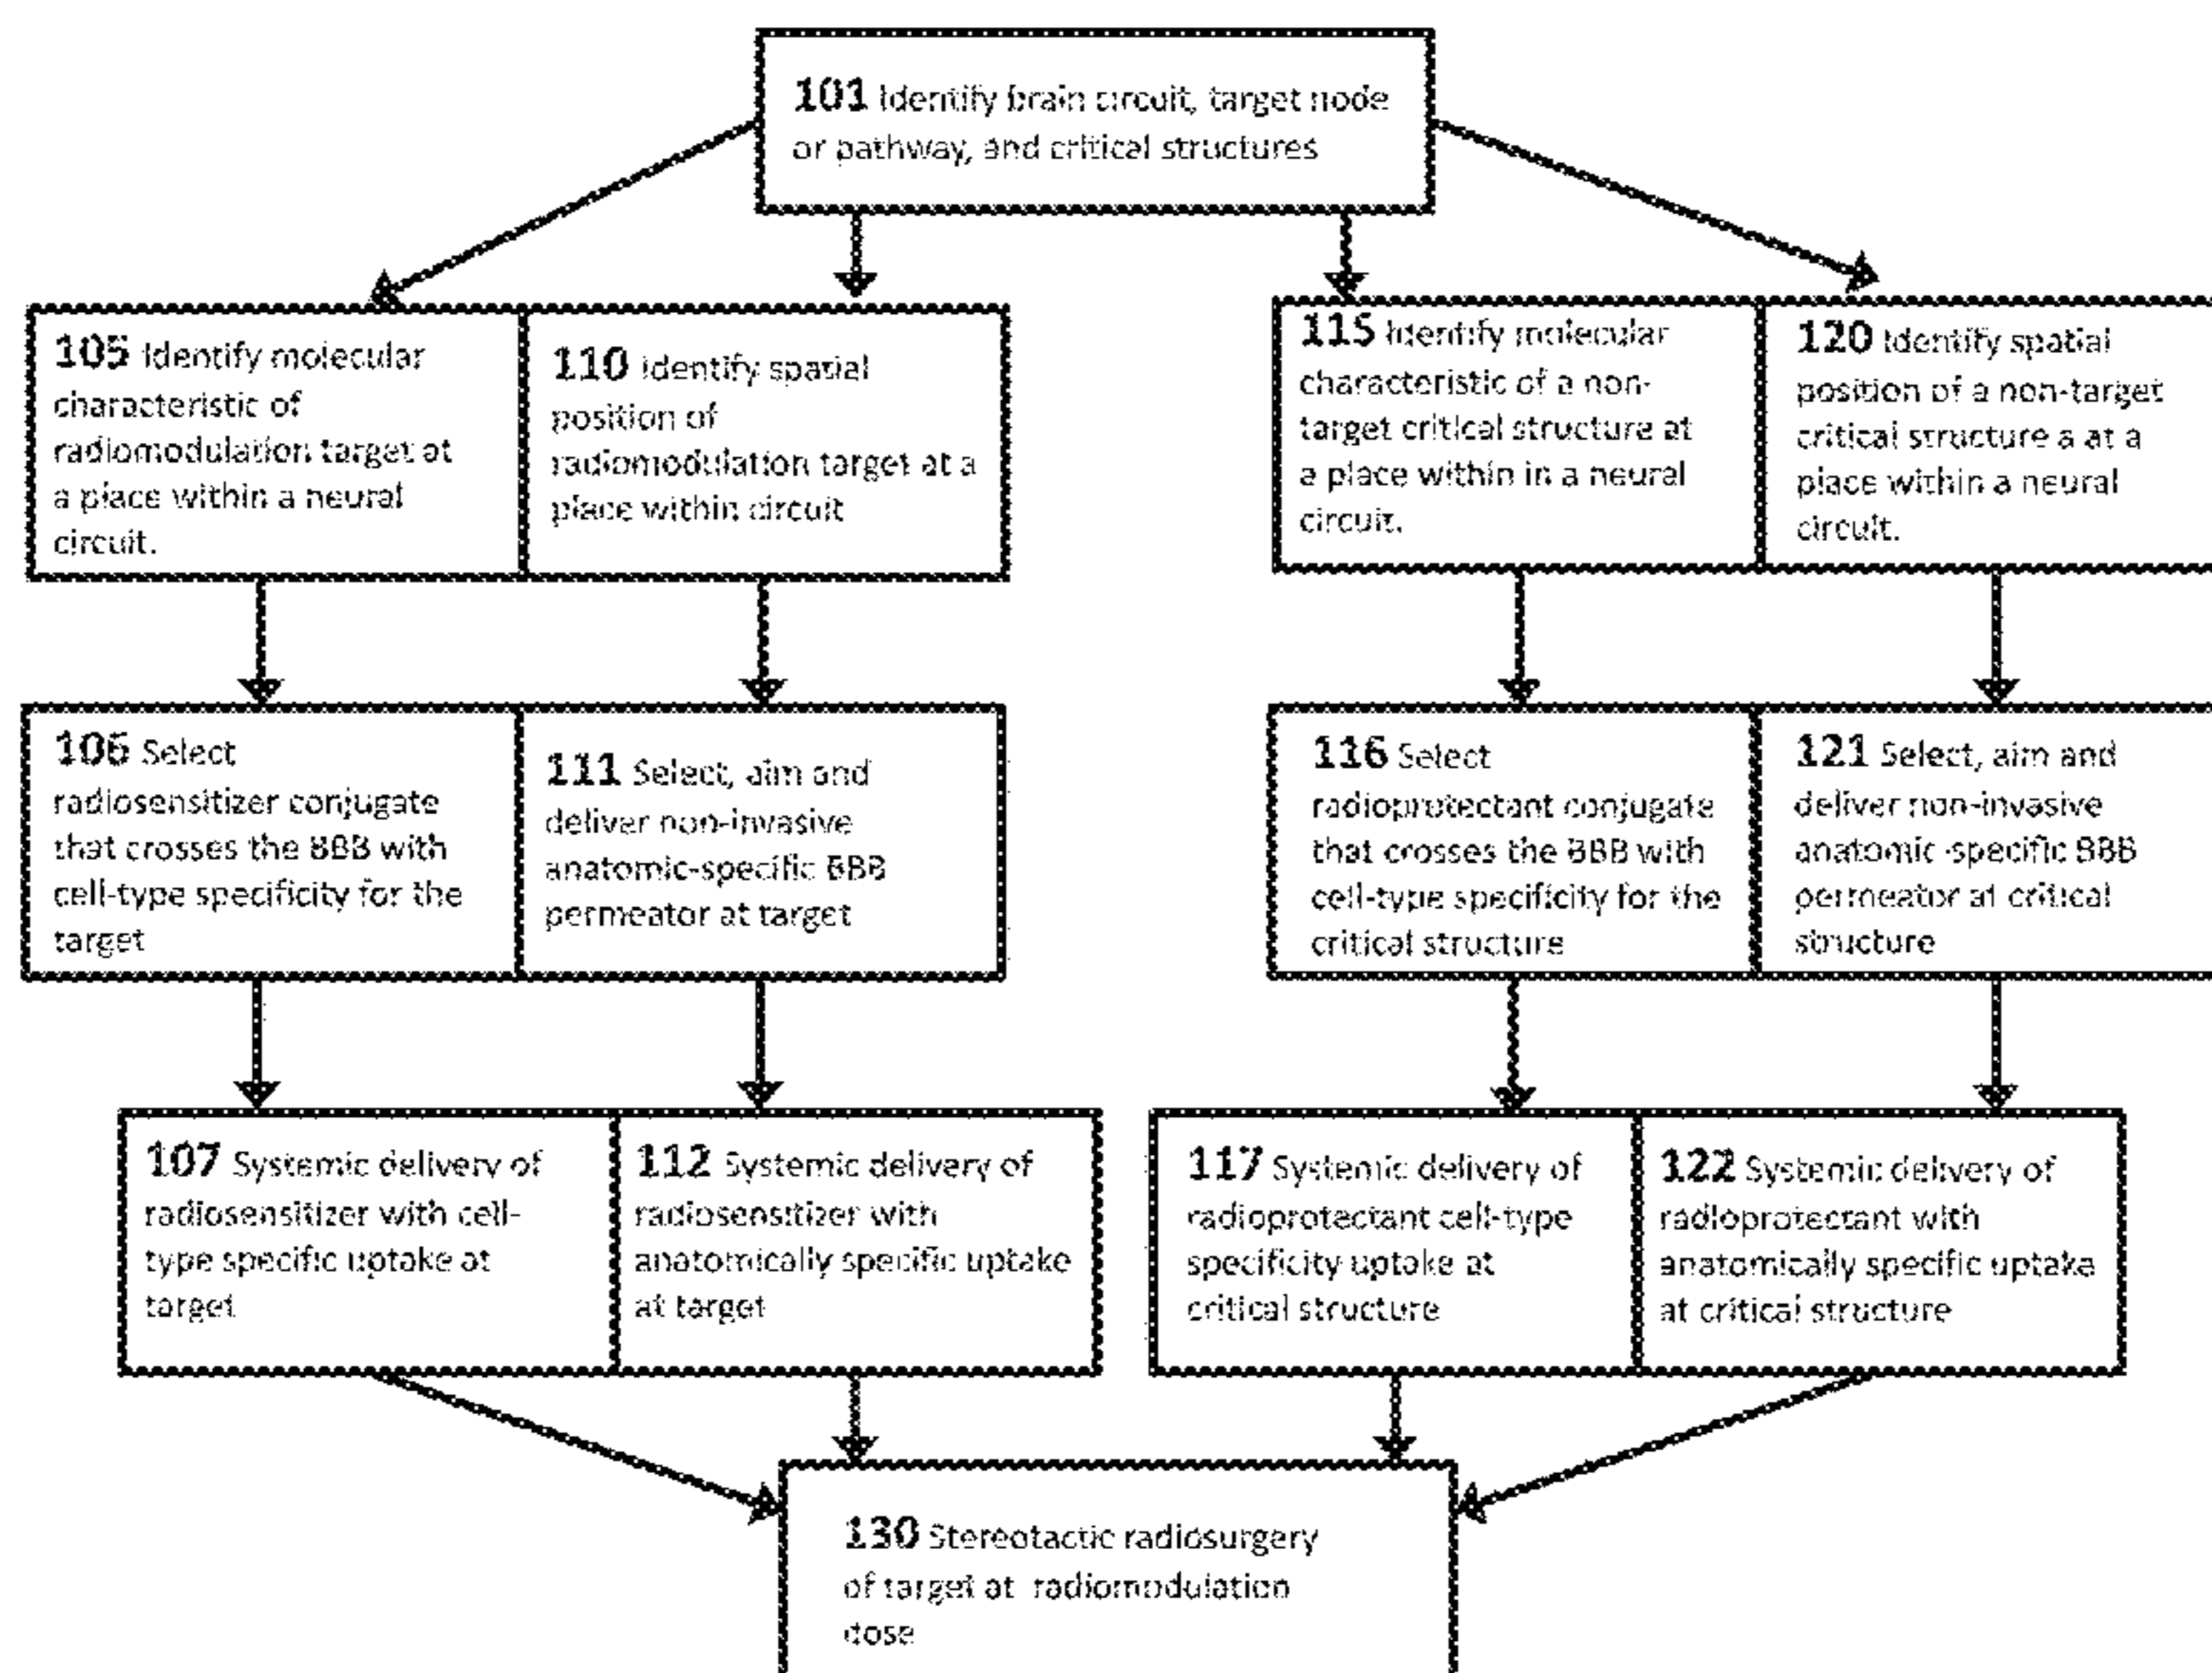 101 Identify brain circuit, target node
or pathway, and critical structures
105 Identify molecular
characteristic of
radiomodulation target at
a place within a neural
circuit.
110 Identify spatial
position of
radiomodulation target at a
place within circuit
115 Identify molecular
characteristic of a non-
target critical structure at
a place within in a neural
circuit.
120 Identify spatial
position of a non-target
critical structure a at a
place within a neural
circuit.
106 Select
radiosensitizer conjugate
that crosses the BBB with
cell-type specificity for the
target
111 Select, aim and
deliver non-invasive
anatomic-specific BBB
permeator at target
116 Select
radioprotectant conjugate
that crosses the BBB with
cell-type specificity for the
critical structure
121 Select, aim and
deliver non-invasive
anatomic-specific BBB
permeator at critical
structure
107 Systemic delivery of
radiosensitizer with cell-
type specific uptake at
target
112 Systemic delivery of
radiosensitizer with
anatomically specific uptake
at target
117 Systemic delivery of
radioprotectant cell-type
specificity uptake at
critical structure
122 Systemic delivery of
radioprotectant with
anatomically specific uptake
at critical structure
130 Stereotactic radiosurgery
of target at radiomodulation
dose